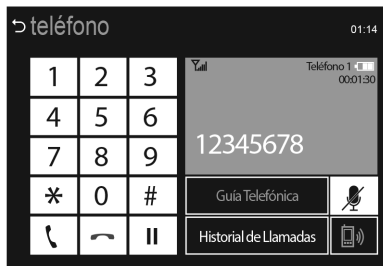 teléfono 01:14
1 2 3
4 5 6
7 8 9
* 0 #
Teléfono 1
00:01:30
12345678
Guía Telefónica
Historial de Llamadas